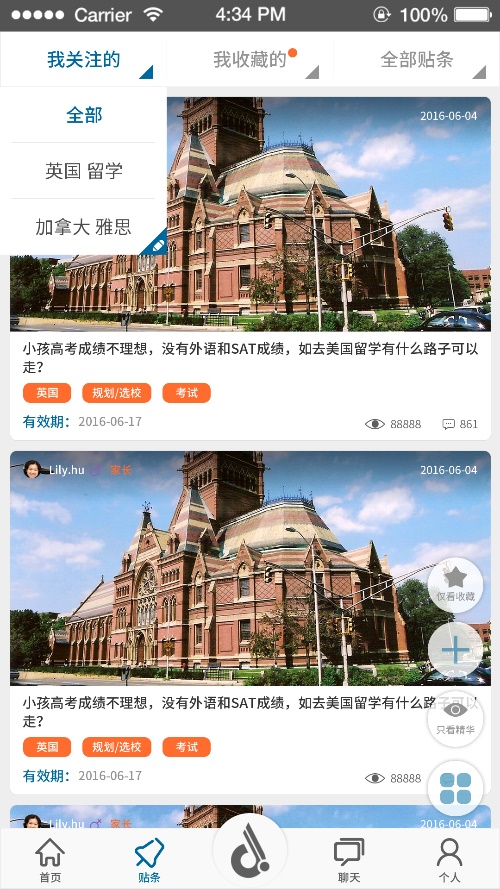 Carrier 4:34 PM 100%
我关注的 我收藏的 全部贴条
全部
英国 留学
加拿大 雅思
2016-06-04
小孩高考成绩不理想，没有外语和SAT成绩，如去美国留学有什么路子可以
走？
英国 规划/选校 考试
有效期： 2016-06-17 88888 861
Lily.hu 家长 2016-06-04
仅看收藏
小孩高考成绩不理想，没有外语和SAT成绩，如去美国留学有什么路子可以
走？
只看精华
英国 规划/选校 考试
有效期： 2016-06-17 88888
Lily.hu 家长 2016-06-04
首页 贴条 聊天 个人